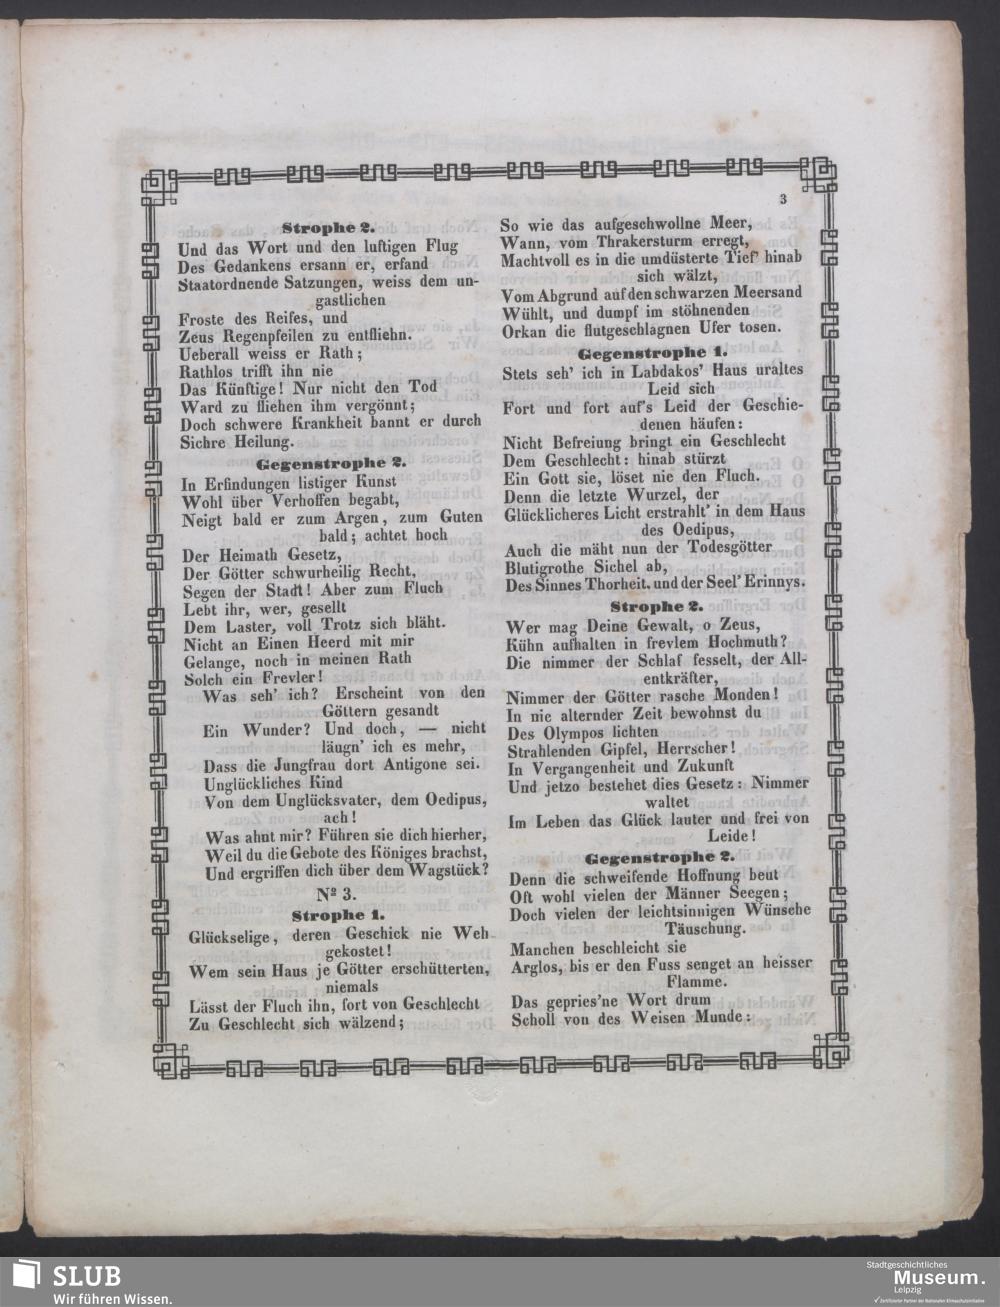 3
Strophe 2.
Und das Wort und den luftigen Flug
Des Gedankens ersann er, erfand
Staatordnende Satzungen, weiss dem un-
gastlichen
Froste des Reifes, und
Zeus Regenpfeilen zu entfliehn.
Ueberall weiss er Rath;
Rathlos trifft ihn nie
Das Künftige! Nur nicht den Tod
Ward zu fliehen ihm vergönnt;
Doch schwere Krankheit bannt er durch
Sichre Heilung.
Gegenstrophe 2.
In Erfindungen listiger Kunst
Wohl über Verhoffen begabt,
Neigt bald er zum Argen, zum Guten
bald; achtet hoch
Der Heimath Gesetz,
Der Götter schwurheilig Recht,
Segen der Stadt! Aber zum Fluch
Lebt ihr, wer, gesellt
Dem Laster, voll Trotz sich bläht.
Nicht an Einen Heerd mit mir
Gelange, noch in meinen Rath
Solch ein Frevler!
Was seh' ich? Erscheint von den
Göttern gesandt
Ein Wunder? Und doch, — nicht
läugn' ich es mehr,
Dass die Jungfrau dort Antigone sei.
Unglückliches Kind
Von dem Unglücksvater, dem Oedipus,
ach!
Was ahnt mir? Führen sie dich hierher,
Weil du die Gebote des Königes brachst,
Und ergriffen dich über dem Wagstück?
Nº 3.
Strophe 1.
Glückselige, deren Geschick nie Weh
gekostet!
Wem sein Haus je Götter erschütterten,
niemals
Lässt der Fluch ihn, fort von Geschlecht
Zu Geschlecht sich wälzend;
So wie das aufgeschwollne Meer,
Wann, vom Thrakersturm erregt,
Machtvoll es in die umdüsterte Tief' hinab
sich wälzt,
Vom Abgrund auf den schwarzen Meersand
Wühlt, und dumpf im stöhnenden
Orkan die flutgeschlagnen Ufer tosen.
Gegenstrophe 1.
Stets seh' ich in Labdakos' Haus uraltes
Leid sich
Fort und fort auf's Leid der Geschie-
denen häufen:
Nicht Befreiung bringt ein Geschlecht
Dem Geschlecht: hinab stürzt
Ein Gott sie, löset nie den Fluch.
Denn die letzte Wurzel, der
Glücklicheres Licht erstrahlt' in dem Haus
des Oedipus,
Auch die mäht nun der Todesgötter
Blutigrothe Sichel ab,
Des Sinnes Thorheit, und der Seel' Erinnys.
Strophe 2.
Wer mag Deine Gewalt, o Zeus,
Kühn aufhalten in frevlem Hochmuth?
Die nimmer der Schlaf fesselt, der All-
entkräfter,
Nimmer der Götter rasche Monden!
In nie alternder Zeit bewohnst du
Des Olympos lichten
Strahlenden Gipfel, Herrscher!
In Vergangenheit und Zukunft
Und jetzo bestehet dies Gesetz: Nimmer
waltet
Im Leben das Glück lauter und frei von
Leide!
Gegenstrophe 2.
Denn die schweifende Hoffnung beut
Oft wohl vielen der Männer Seegen;
Doch vielen der leichtsinnigen Wünsche
Täuschung.
Manchen beschleicht sie
Arglos, bis er den Fuss senget an heisser
Flamme.
Das gepries'ne Wort drum
Scholl von des Weisen Munde:
SLUB
Wir führen Wissen.
Stadtgeschichtliches
Museum.
Leipzig